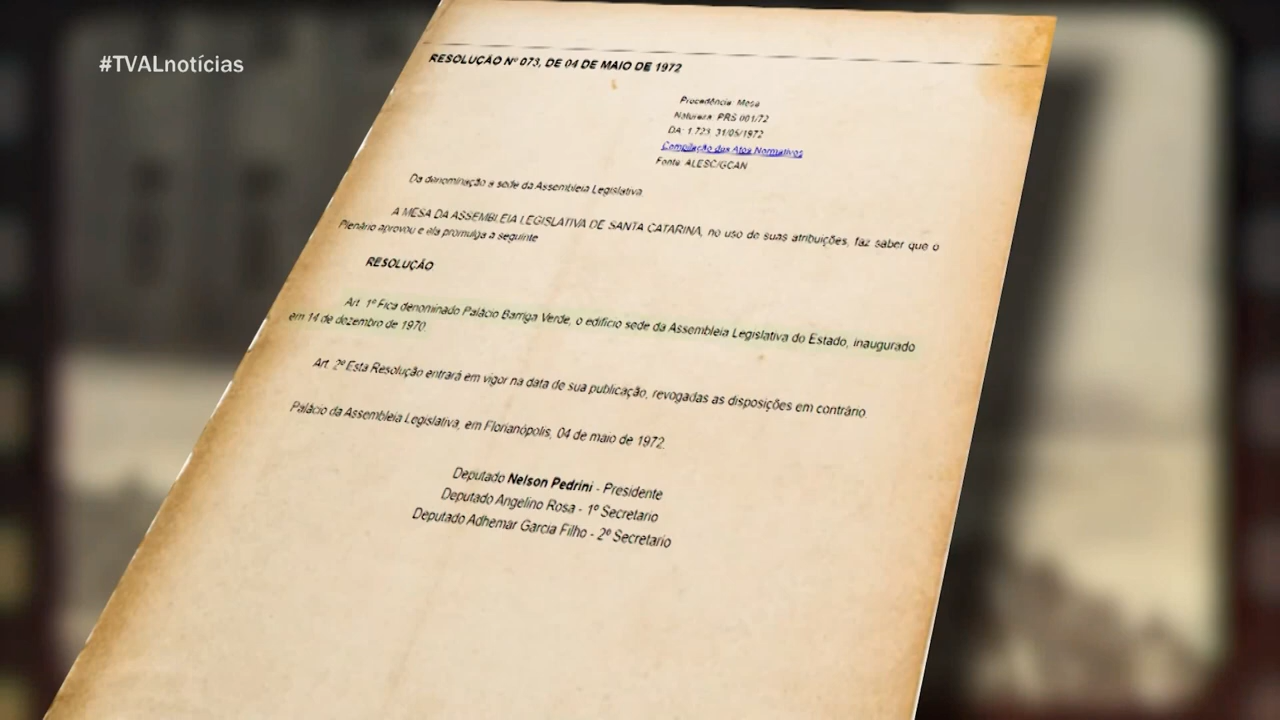 #TVALnotícias
RESOLUÇÃO Nº 073, DE 04 DE MAIO DE 1972
Procedência: Mesa
Natureza: PRS 001/72
DA: 1.723, 31/05/1972
Compilação dos Atos Normativos
Fonte: ALESC/GCAN
Da denominação a sede da Assembleia Legislativa.
A MESA DA ASSEMBLEIA LEGISLATIVA DE SANTA CATARINA, no uso de suas atribuições, faz saber que o
Plenário aprovou e ela promulga a seguinte
RESOLUÇÃO
Art. 1º Fica denominado Palácio Barriga Verde, o edifício sede da Assembleia Legislativa do Estado, inaugurado
em 14 de dezembro de 1970.
Art. 2º Esta Resolução entrará em vigor na data de sua publicação, revogadas as disposições em contrário.
Palácio da Assembleia Legislativa, em Florianópolis, 04 de maio de 1972.
Deputado Nelson Pedrini - Presidente
Deputado Angelino Rosa - 1º Secretario
Deputado Adhemar Garcia Filho - 2º Secretario